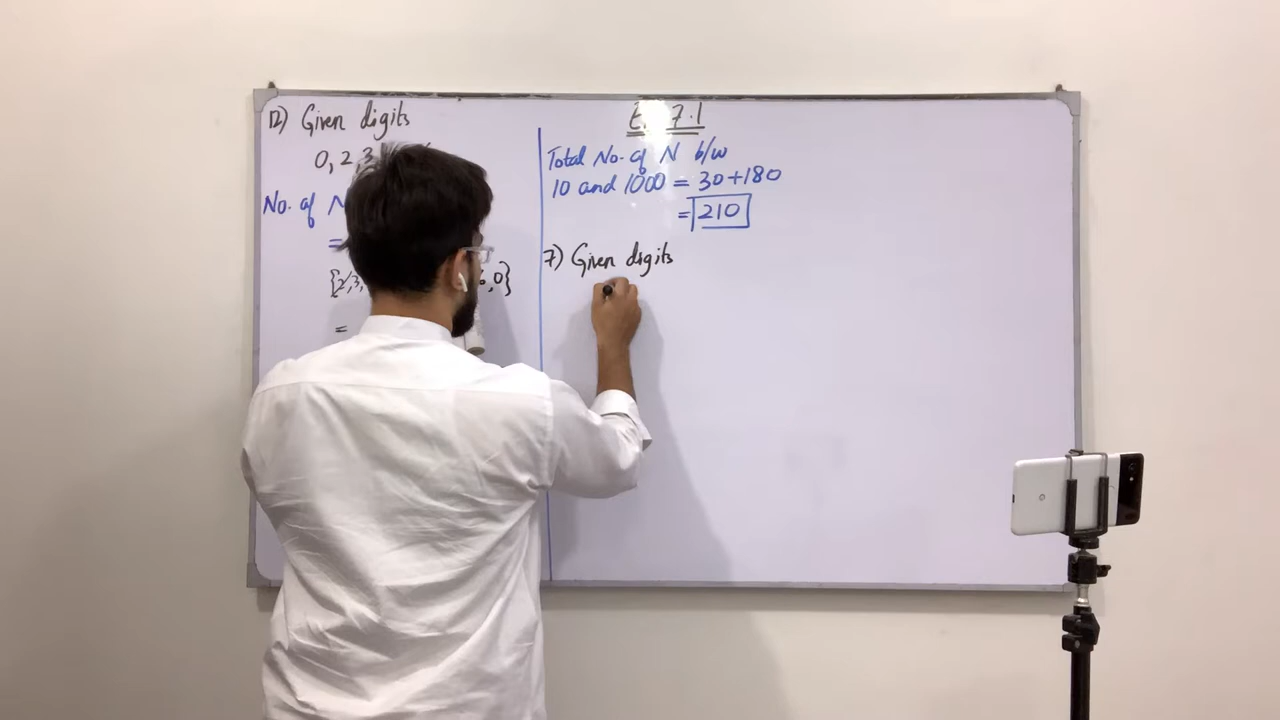 12) Given digits
0, 2, 3
No. of N
=
{2, 3, 6, 0}
=
Ex 7.1
Total No. of N b/w
10 and 1000 = 30+180
= 210
7) Given digits